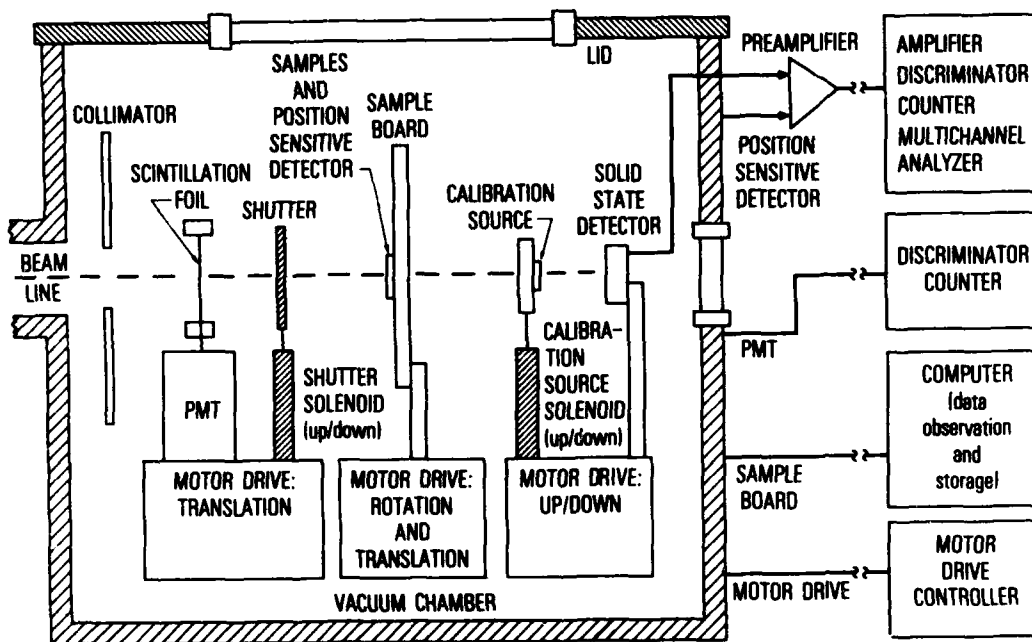 LID
SAMPLES
AND
POSITION
SENSITIVE
DETECTOR
SAMPLE
BOARD
COLLIMATOR
SCINTILLATION
FOIL
SHUTTER
CALIBRATION
SOURCE
SOLID
STATE
DETECTOR
BEAM
LINE
PMT
SHUTTER
SOLENOID
(up/down)
CALIBRA-
TION
SOURCE
SOLENOID
(up/down)
MOTOR DRIVE:
TRANSLATION
MOTOR DRIVE:
ROTATION
AND
TRANSLATION
MOTOR DRIVE:
UP/DOWN
VACUUM CHAMBER
PREAMPLIFIER
POSITION
SENSITIVE
DETECTOR
AMPLIFIER
DISCRIMINATOR
COUNTER
MULTICHANNEL
ANALYZER
PMT
DISCRIMINATOR
COUNTER
SAMPLE
BOARD
COMPUTER
(data
observation
and
storage)
MOTOR DRIVE
MOTOR
DRIVE
CONTROLLER